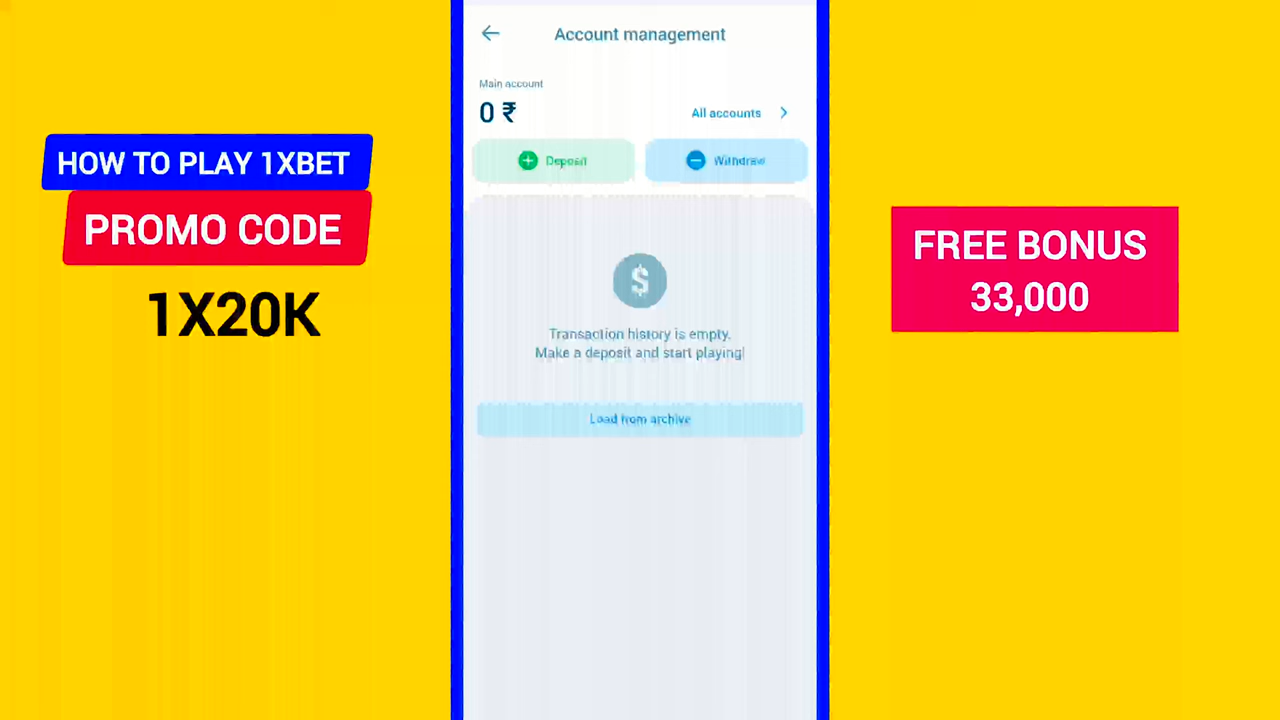 HOW TO PLAY 1XBET
PROMO CODE
1X20K
Account management
Main account
0 ₹
All accounts
Deposit
Withdraw
$
Transaction history is empty.
Make a deposit and start playing!
Load from archive
FREE BONUS
33,000